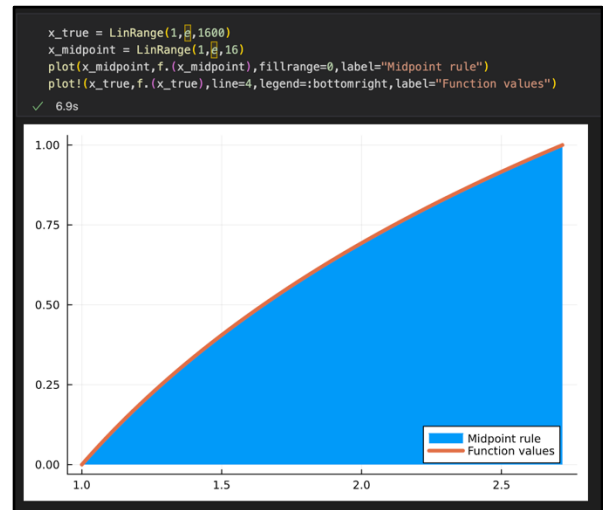 x_true = LinRange(1,ℯ,1600)
x_midpoint = LinRange(1,ℯ,16)
plot(x_midpoint,f.(x_midpoint),fillrange=0,label="Midpoint rule")
plot!(x_true,f.(x_true),line=4,legend=:bottomright,label="Function values")
✓ 6.9s
1.00
0.75
0.50
0.25
0.00
1.0 1.5 2.0 2.5
Midpoint rule
Function values